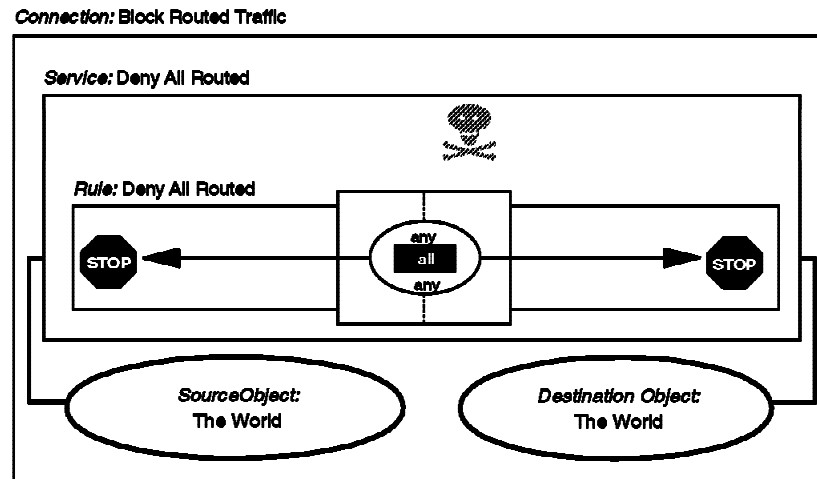 Connection: Block Routed Traffic
Service: Deny All Routed
Rule: Deny All Routed
any
STOP
all
STOP
any
SourceObject:
The World
Destination Object:
The World